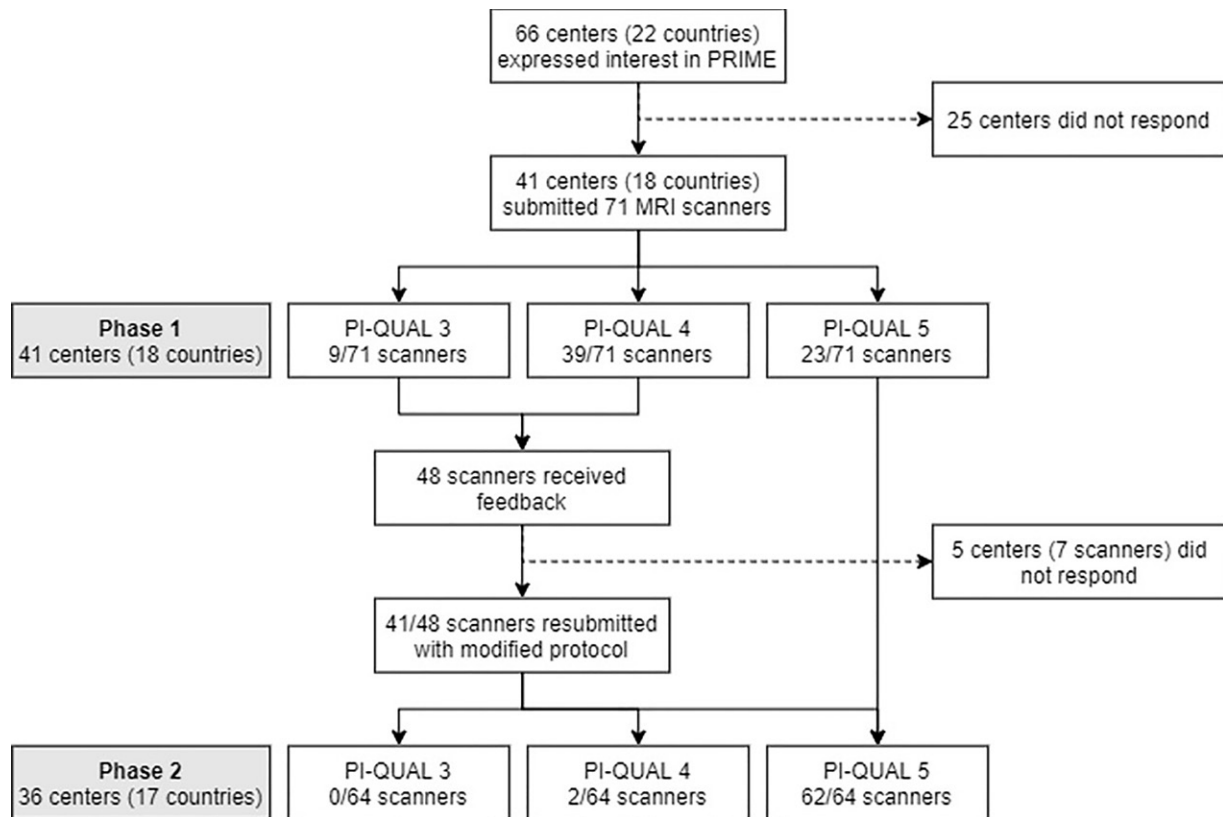 66 centers (22 countries)
expressed interest in PRIME
25 centers did not respond
41 centers (18 countries)
submitted 71 MRI scanners
Phase 1
41 centers (18 countries)
PI-QUAL 3
9/71 scanners
PI-QUAL 4
39/71 scanners
PI-QUAL 5
23/71 scanners
48 scanners received
feedback
5 centers (7 scanners) did
not respond
41/48 scanners resubmitted
with modified protocol
Phase 2
36 centers (17 countries)
PI-QUAL 3
0/64 scanners
PI-QUAL 4
2/64 scanners
PI-QUAL 5
62/64 scanners